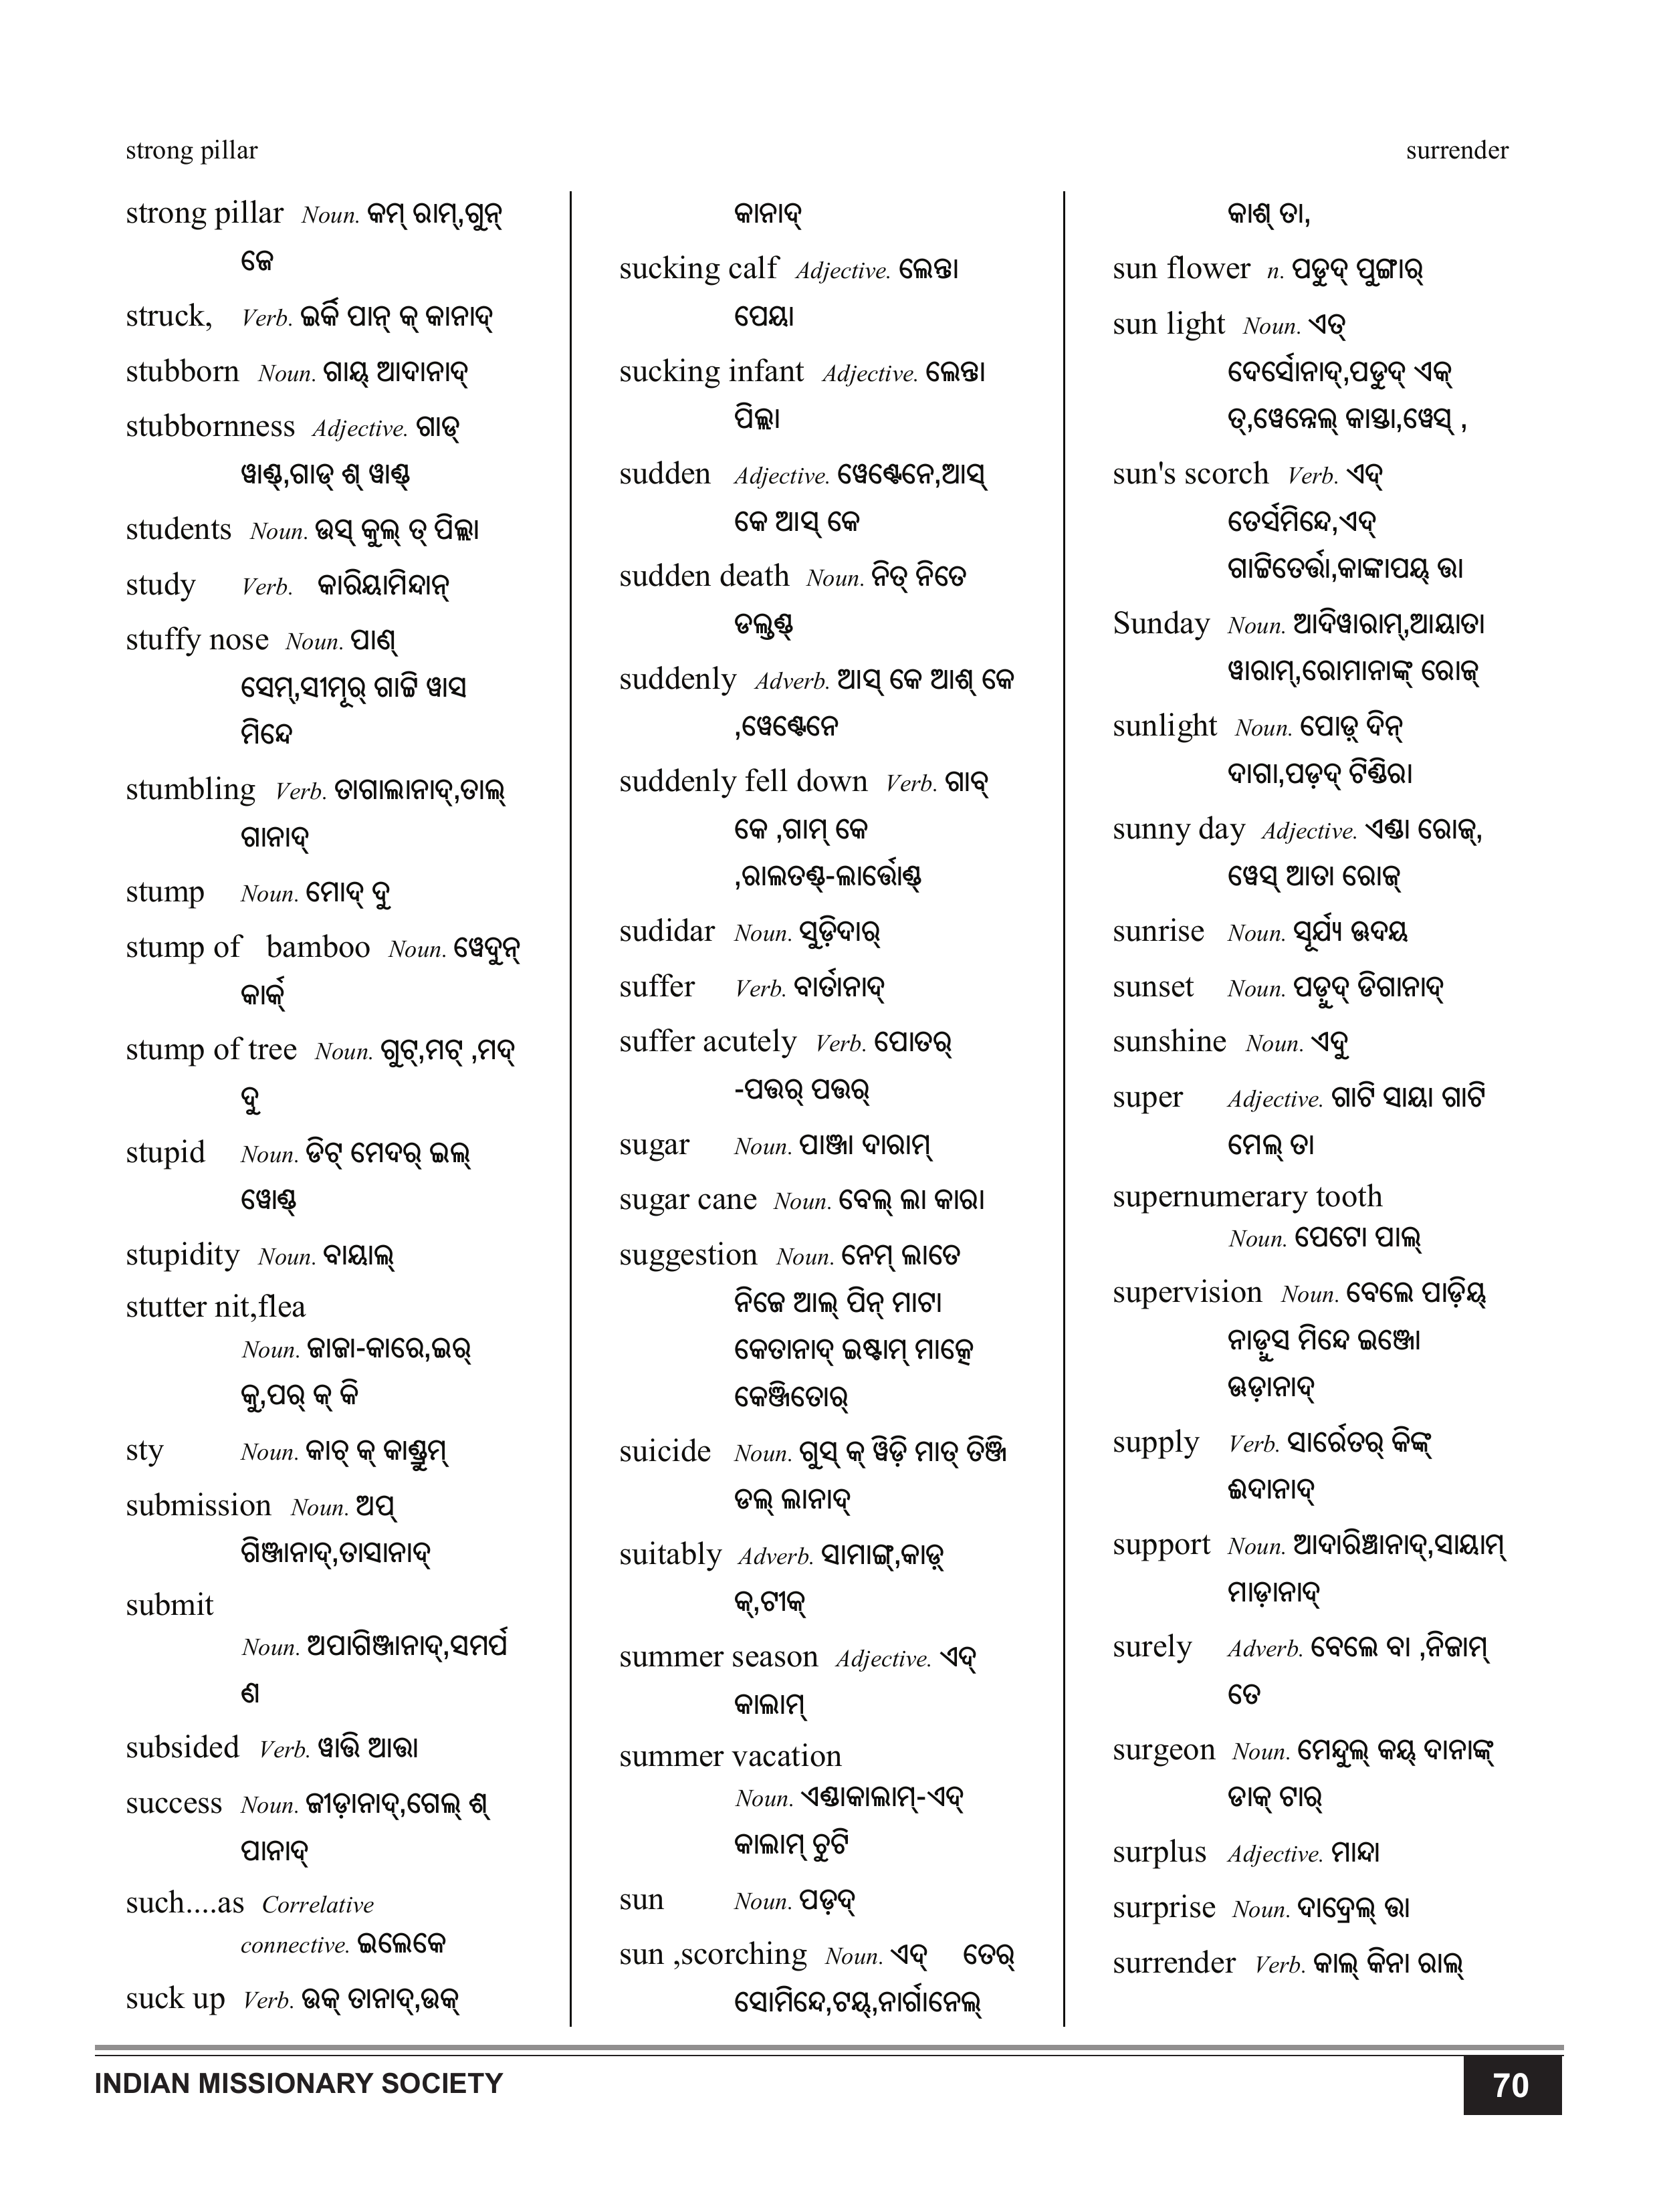 strong pillar
surrender
strong pillar Noun. କମ୍ ରାମ୍,ଗୁନ୍
ଜେ
struck, Verb. ଇର୍କି ପାନ୍ କ୍ କାନାଦ୍
stubborn Noun. ଗାୟ୍ ଆଦାନାଦ୍
stubbornness Adjective. ଗାଡ୍
ୱାଣ୍ଡ୍,ଗାଡ୍ ଶ୍ ୱାଣ୍ଡ୍
students Noun. ଉସ୍ କୁଲ୍ ତ୍ ପିଲ୍ଲା
study Verb. କାରିୟାମିନ୍ଦାନ୍
stuffy nose Noun. ପାଣ୍
ସେମ୍,ସୀମୂର୍ ଗାଟ୍ଟି ୱାସ
ମିନ୍ଦେ
stumbling Verb. ତାଗାଲାନାଦ୍,ତାଲ୍
ଗାନାଦ୍
stump Noun. ମୋଦ୍ ଦୁ
stump of bamboo Noun. ୱେଦୁନ୍
କାର୍କ୍
stump of tree Noun. ଗୁଟ୍,ମଟ୍ ,ମଦ୍
ଦୁ
stupid Noun. ଡିଟ୍ ମେଦର୍ ଇଲ୍
ୱୋଣ୍ଡ୍
stupidity Noun. ବାୟାଲ୍
stutter nit,flea
Noun. ଜାଜା-କାରେ,ଇର୍
କୁ,ପର୍ କ୍ କି
sty Noun. କାଚ୍ କ୍ କାଣ୍ଡୁମ୍
submission Noun. ଅପ୍
ଗିଞ୍ଜାନାଦ୍,ତାସାନାଦ୍
submit
Noun. ଅପାଗିଞ୍ଜାନାଦ୍,ସମର୍ପ
ଣ
subsided Verb. ୱାତ୍ତି ଆତ୍ତା
success Noun. ଜୀଡ଼ାନାଦ୍,ଗେଲ୍ ଶ୍
ପାନାଦ୍
such....as Correlative
connective. ଇଲେକେ
suck up Verb. ଉକ୍ ତାନାଦ୍,ଉକ୍
କାନାଦ୍
sucking calf Adjective. ଲେନ୍ତା
ପେୟା
sucking infant Adjective. ଲେନ୍ତା
ପିଲ୍ଲା
sudden Adjective. ୱେଣ୍ଟେନେ,ଆସ୍
କେ ଆସ୍ କେ
sudden death Noun. ନିତ୍ ନିତେ
ଡଲ୍ତଣ୍ଡ୍
suddenly Adverb. ଆସ୍ କେ ଆଶ୍ କେ
,ୱେଣ୍ଟେନେ
suddenly fell down Verb. ଗାବ୍
କେ ,ଗାମ୍ କେ
,ରାଲତଣ୍ଡ୍-ଲାର୍ତ୍ତୋଣ୍ଡ୍
sudidar Noun. ସୁଡ଼ିଦାର୍
suffer Verb. ବାର୍ତାନାଦ୍
suffer acutely Verb. ପୋତର୍
-ପତ୍ତର୍ ପତ୍ତର୍
sugar Noun. ପାଞ୍ଜା ଦାରାମ୍
sugar cane Noun. ବେଲ୍ ଲା କାରା
suggestion Noun. ନେମ୍ ଲାତେ
ନିଜେ ଆଲ୍ ପିନ୍ ମାଟା
କେତାନାଦ୍ ଇଷ୍ଟାମ୍ ମାତ୍କେ
କେଞ୍ଜିତୋର୍
suicide Noun. ଗୁସ୍ କ୍ ୱିଡ଼ି ମାତ୍ ତିଞ୍ଜି
ଡଲ୍ ଲାନାଦ୍
suitably Adverb. ସାମାଙ୍ଗ୍,କାଡ଼୍
କ୍,ଟୀକ୍
summer season Adjective. ଏଦ୍
କାଲାମ୍
summer vacation
Noun. ଏଣ୍ଡାକାଲାମ୍-ଏଦ୍
କାଲାମ୍ ଚୁଟି
sun Noun. ପଡ଼ଦ୍
sun ,scorching Noun. ଏଦ୍ ତେର୍
ସୋମିନ୍ଦେ,ଟୟ୍,ନାର୍ଗାନେଲ୍
କାଶ୍ ତା,
sun flower n. ପଡୁଦ୍ ପୁଙ୍ଗାର୍
sun light Noun. ଏତ୍
ଦେର୍ସୋନାଦ୍,ପଡୁଦ୍ ଏକ୍
ତ୍,ୱେନ୍ନେଲ୍ କାସ୍ତା,ୱେସ୍ ,
sun's scorch Verb. ଏଦ୍
ତେର୍ସମିନ୍ଦେ,ଏଦ୍
ଗାଟ୍ଟିତେର୍ତ୍ତା,କାଙ୍କାପୟ୍ ତ୍ତା
Sunday Noun. ଆଦିୱାରାମ୍,ଆୟାତା
ୱାରାମ୍,ରୋମାନାଙ୍କ୍ ରୋଜ୍
sunlight Noun. ପୋଡ଼୍ ଦିନ୍
ଦାଗା,ପଡ଼ଦ୍ ଟିଣ୍ଡିରା
sunny day Adjective. ଏଣ୍ଡା ରୋଜ୍,
ୱେସ୍ ଆତା ରୋଜ୍
sunrise Noun. ସୂର୍ଯ୍ୟ ଊଦୟ
sunset Noun. ପଡ଼ୁଦ୍ ଡିଗାନାଦ୍
sunshine Noun. ଏଦୁ
super Adjective. ଗାଟି ସାୟା ଗାଟି
ମେଲ୍ ତା
supernumerary tooth
Noun. ପେଟୋ ପାଲ୍
supervision Noun. ବେଲେ ପାଡ଼ିୟ୍
ନାଡ଼ୁସ ମିନ୍ଦେ ଇଞ୍ଜୋ
ଊଡ଼ାନାଦ୍
supply Verb. ସାର୍ରେତର୍ କିଙ୍କ୍
ଈଦାନାଦ୍
support Noun. ଆଦାରିଞ୍ଚାନାଦ୍,ସାୟାମ୍
ମାଡ଼ାନାଦ୍
surely Adverb. ବେଲେ ବା ,ନିଜାମ୍
ତେ
surgeon Noun. ମେନ୍ଦୁଲ୍ କୟ୍ ଦାନାଙ୍କ୍
ଡାକ୍ ଟାର୍
surplus Adjective. ମାନ୍ଦା
surprise Noun. ଦାଦ୍ରେଲ୍ ତ୍ତା
surrender Verb. କାଲ୍ କିନା ରାଲ୍
INDIAN MISSIONARY SOCIETY
70